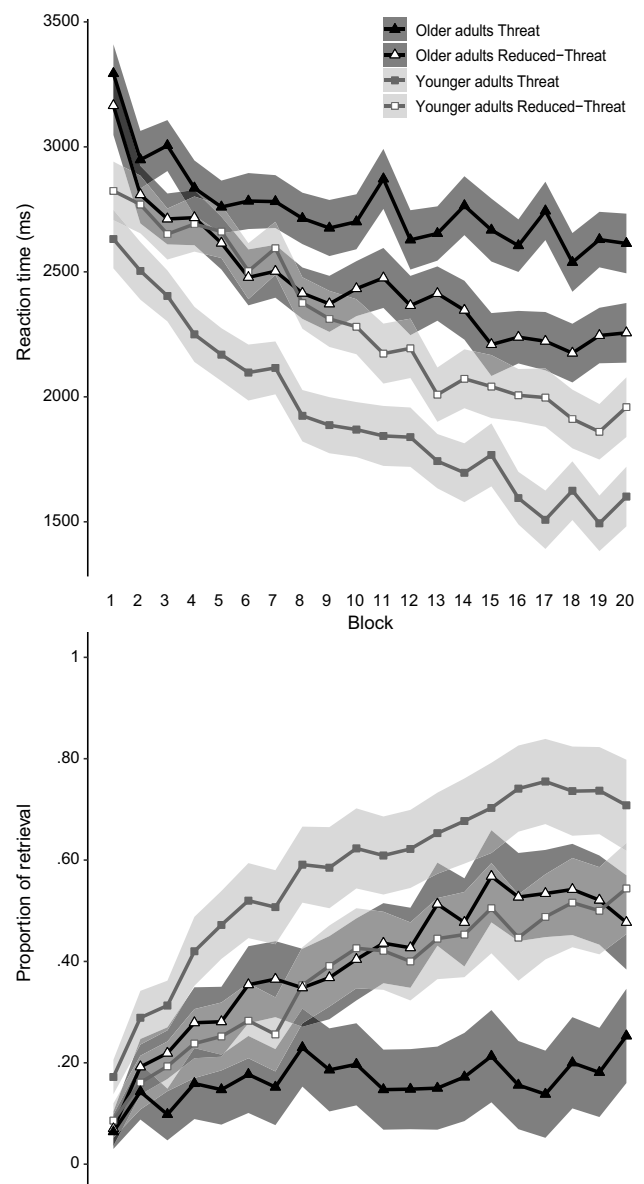 3500
Older adults Threat
Older adults Reduced−Threat
Younger adults Threat
Younger adults Reduced−Threat
3000
2500
2000
1500
Reaction time (ms)
1 2 3 4 5 6 7 8 9 10 11 12 13 14 15 16 17 18 19 20
Block
1
.80
.60
.40
.20
0
Proportion of retrieval